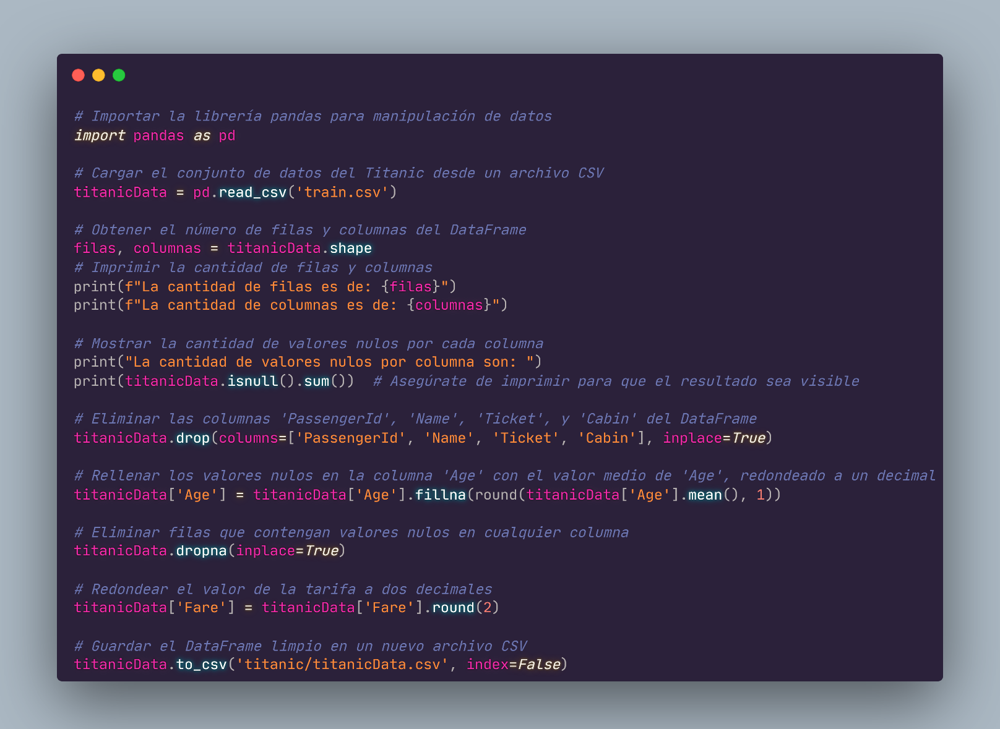 # Importar la librería pandas para manipulación de datos
import pandas as pd
# Cargar el conjunto de datos del Titanic desde un archivo CSV
titanicData = pd.read_csv('train.csv')
# Obtener el número de filas y columnas del DataFrame
filas, columnas = titanicData.shape
# Imprimir la cantidad de filas y columnas
print(f"La cantidad de filas es de: {filas}")
print(f"La cantidad de columnas es de: {columnas}")
# Mostrar la cantidad de valores nulos por cada columna
print("La cantidad de valores nulos por columna son: ")
print(titanicData.isnull().sum())  # Asegúrate de imprimir para que el resultado sea visible
# Eliminar las columnas 'PassengerId', 'Name', 'Ticket', y 'Cabin' del DataFrame
titanicData.drop(columns=['PassengerId', 'Name', 'Ticket', 'Cabin'], inplace=True)
# Rellenar los valores nulos en la columna 'Age' con el valor medio de 'Age', redondeado a un decimal
titanicData['Age'] = titanicData['Age'].fillna(round(titanicData['Age'].mean(), 1))
# Eliminar filas que contengan valores nulos en cualquier columna
titanicData.dropna(inplace=True)
# Redondear el valor de la tarifa a dos decimales
titanicData['Fare'] = titanicData['Fare'].round(2)
# Guardar el DataFrame limpio en un nuevo archivo CSV
titanicData.to_csv('titanic/titanicData.csv', index=False)